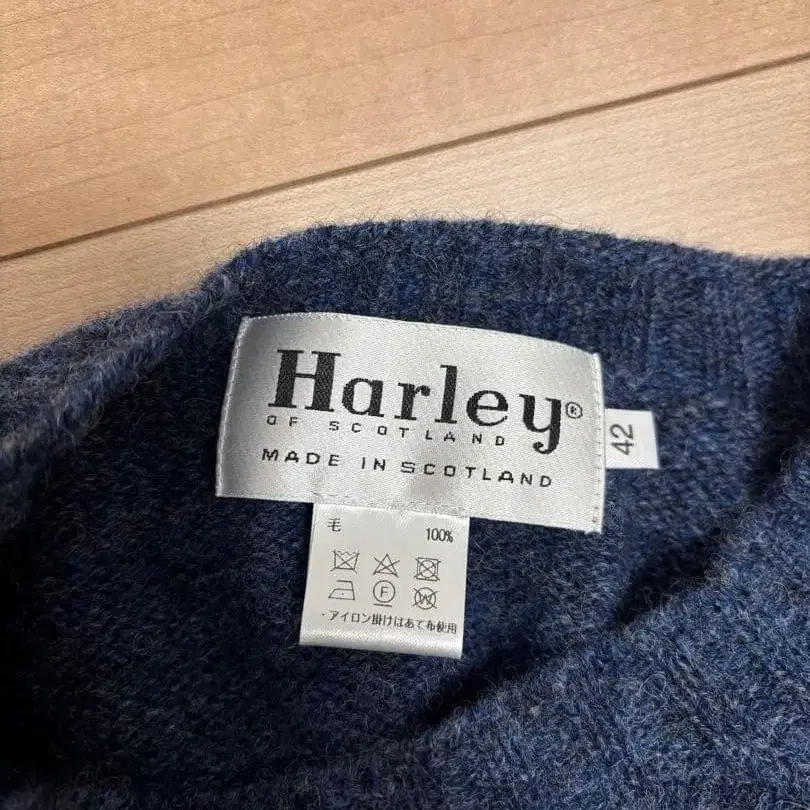 Harley®
OF SCOTLAND
MADE IN SCOTLAND
42
毛 100%
F W
・アイロン掛けはあて布使用